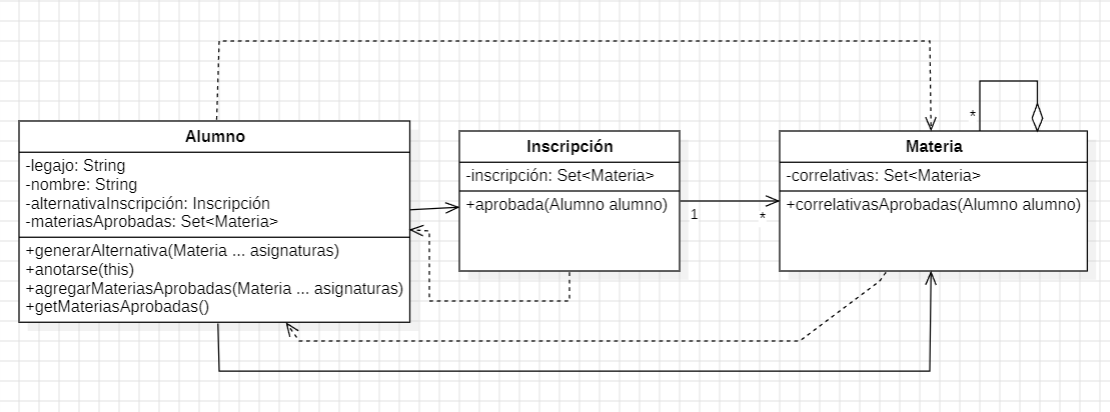 Alumno
-legajo: String
-nombre: String
-alternativaInscripción: Inscripción
-materiasAprobadas: Set<Materia>
+generarAlternativa(Materia ... asignaturas)
+anotarse(this)
+agregarMateriasAprobadas(Materia ... asignaturas)
+getMateriasAprobadas()
Inscripción
-inscripción: Set<Materia>
+aprobada(Alumno alumno)
1
*
*
Materia
-correlativas: Set<Materia>
+correlativasAprobadas(Alumno alumno)